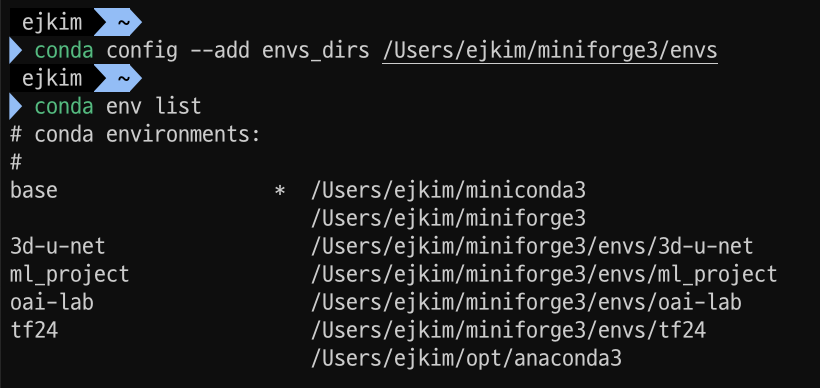 ejkim ~
conda config --add envs_dirs /Users/ejkim/miniforge3/envs
ejkim ~
conda env list
# conda environments:
#
base * /Users/ejkim/miniconda3
/Users/ejkim/miniforge3
3d-u-net /Users/ejkim/miniforge3/envs/3d-u-net
ml_project /Users/ejkim/miniforge3/envs/ml_project
oai-lab /Users/ejkim/miniforge3/envs/oai-lab
tf24 /Users/ejkim/miniforge3/envs/tf24
/Users/ejkim/opt/anaconda3